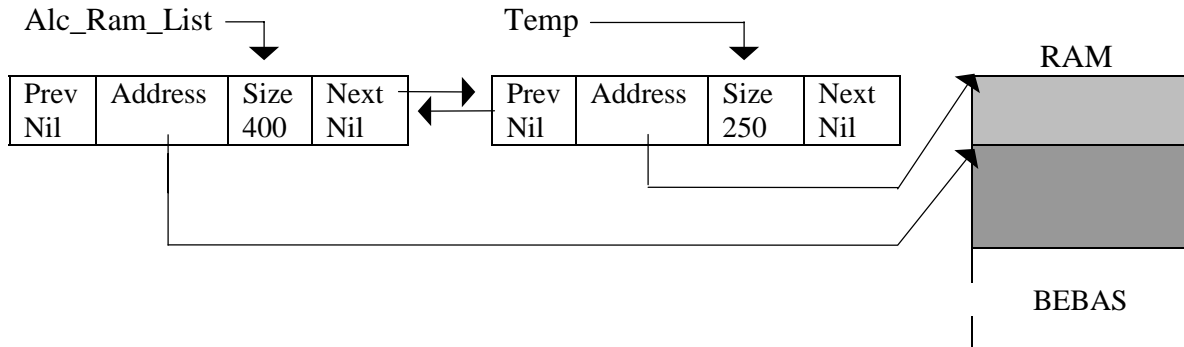 Alc_Ram_List
Temp
RAM
Prev Address Size Next
Nil 400 Nil
Prev Address Size Next
Nil 250 Nil
BEBAS